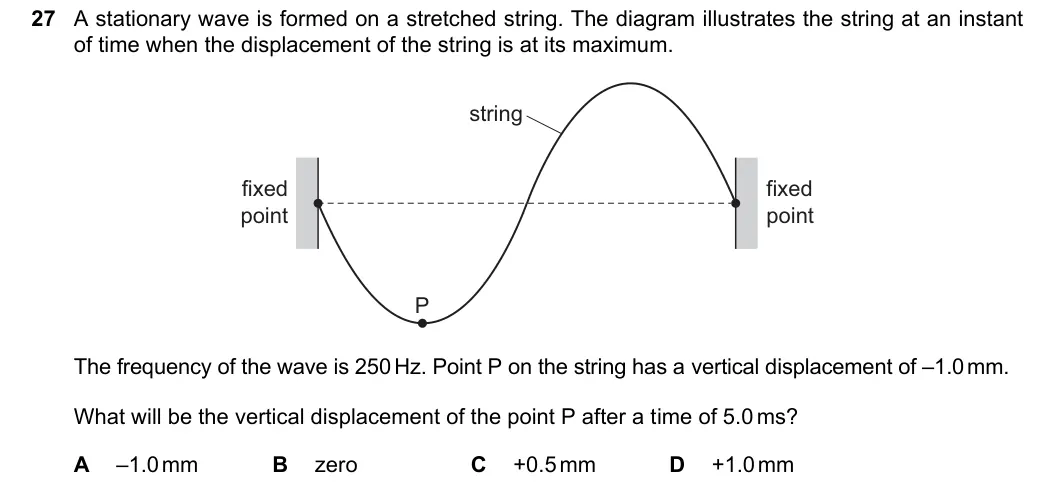 27 A stationary wave is formed on a stretched string. The diagram illustrates the string at an instant
of time when the displacement of the string is at its maximum.
string
fixed
point
fixed
point
P
The frequency of the wave is 250 Hz. Point P on the string has a vertical displacement of –1.0 mm.
What will be the vertical displacement of the point P after a time of 5.0 ms?
A –1.0 mm B zero C +0.5 mm D +1.0 mm